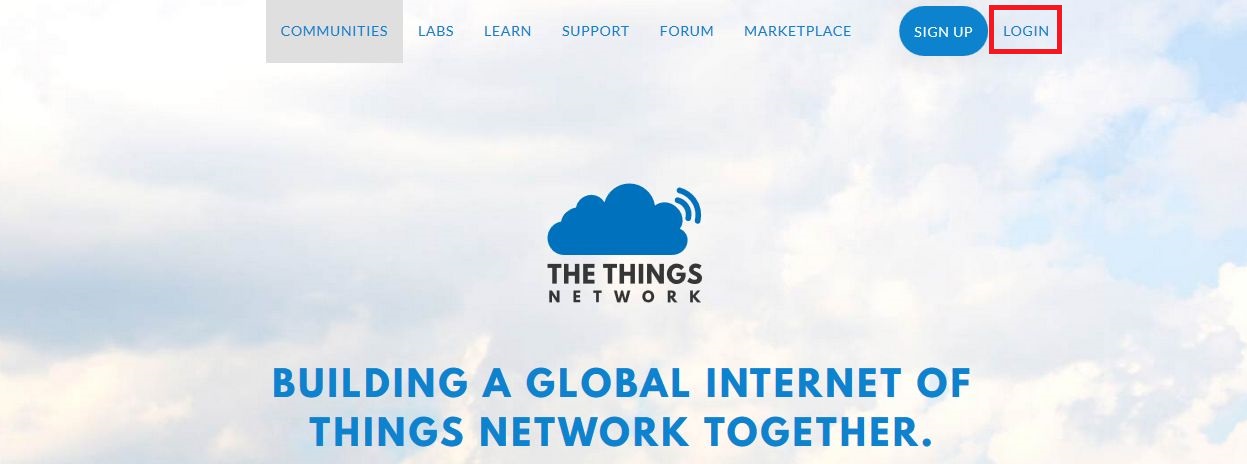 COMMUNITIES LABS LEARN SUPPORT FORUM MARKETPLACE SIGN UP LOGIN
THE THINGS
NETWORK
BUILDING A GLOBAL INTERNET OF
THINGS NETWORK TOGETHER.